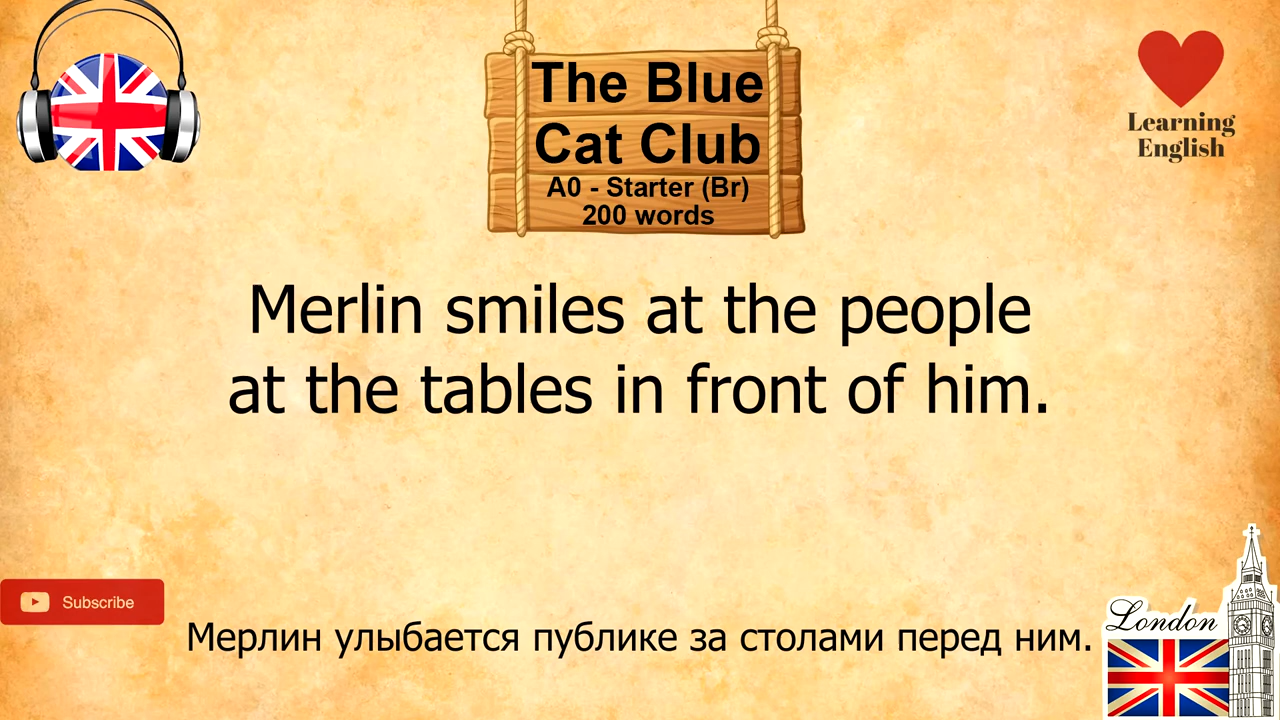 The Blue
Cat Club
A0 - Starter (Br)
200 words
Learning
English
Merlin smiles at the people
at the tables in front of him.
Subscribe
Мерлин улыбается публике за столами перед ним.
London